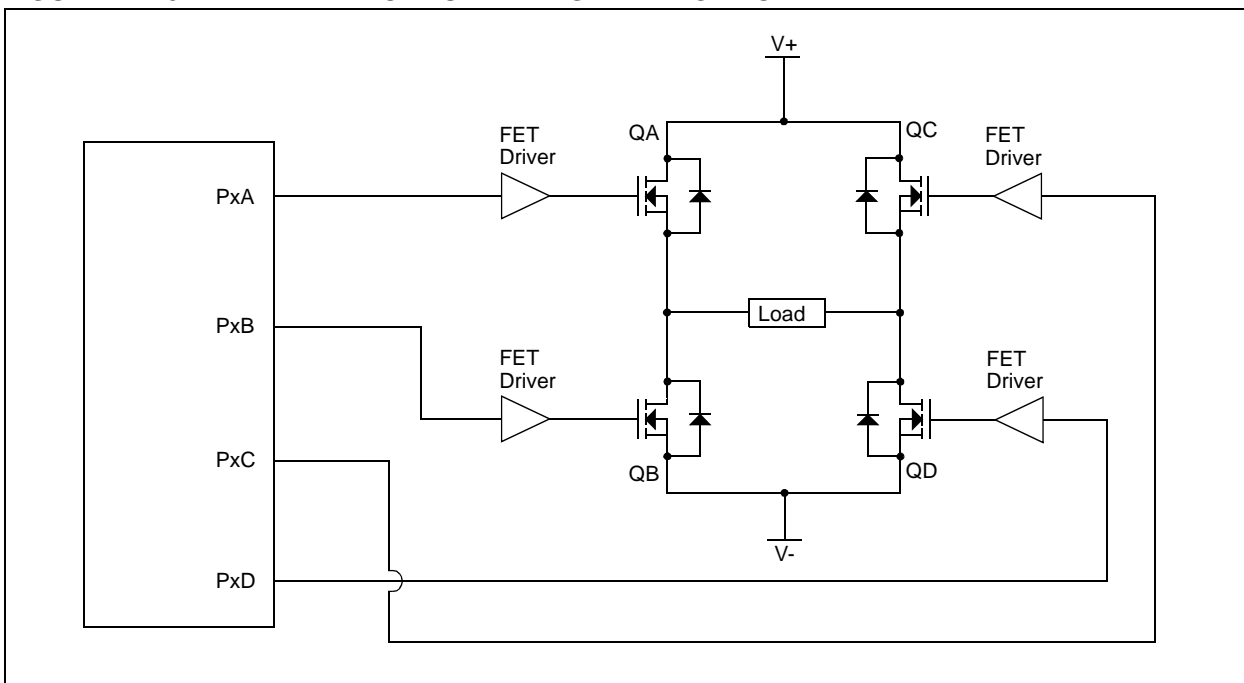 V+
QA
QC
FET
Driver
FET
Driver
PxA
PxB
Load
FET
Driver
FET
Driver
PxC
QB
QD
V-
PxD